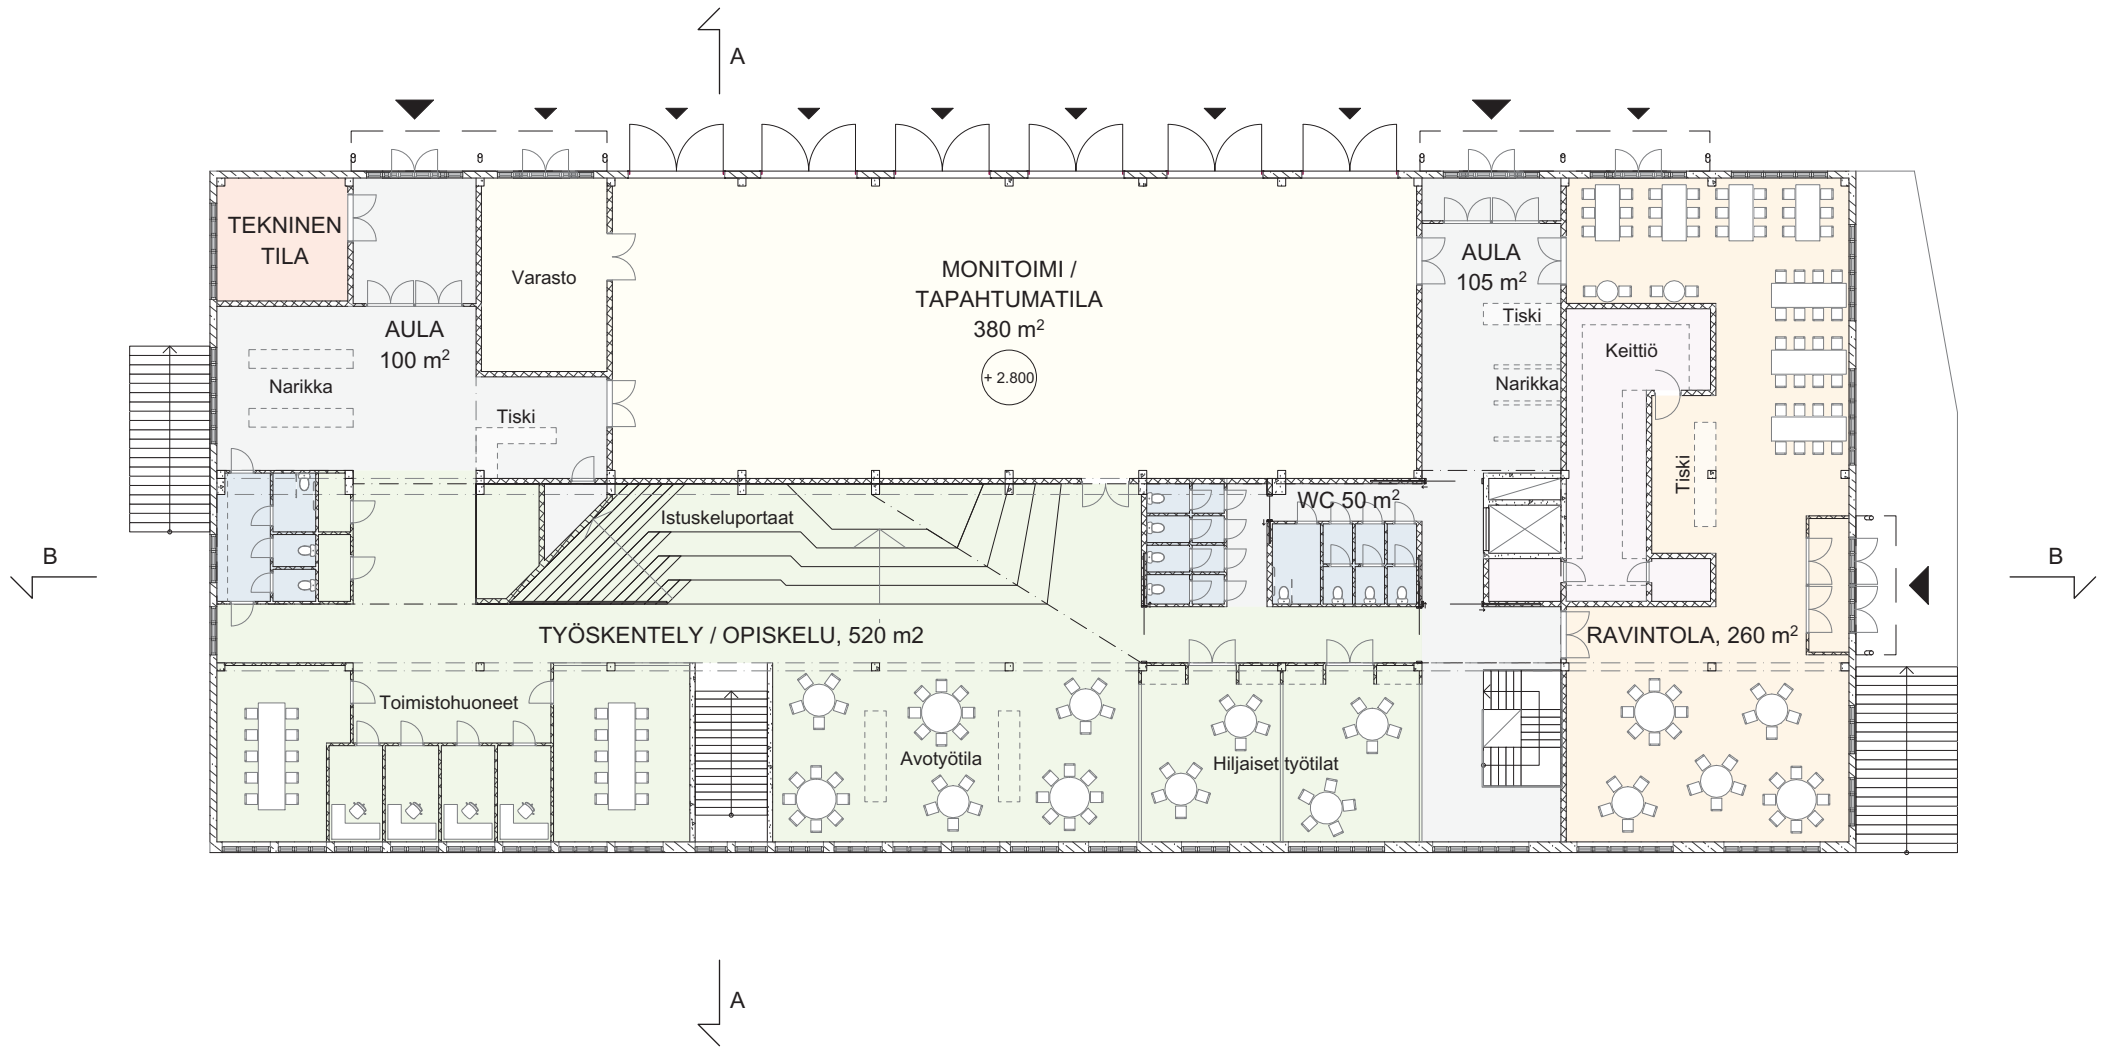 A
TEKNINEN
TILA
Varasto
MONITOIMI /
TAPAHTUMATILA
380 m²
+ 2.800
AULA
105 m²
Tiski
Narikka
Keittiö
AULA
100 m²
Narikka
Tiski
Tiski
Istuskeluportaat
WC 50 m²
B
B
TYÖSKENTELY / OPISKELU, 520 m2
RAVINTOLA, 260 m²
Toimistohuoneet
Avotyötila
Hiljaiset työtilat
A